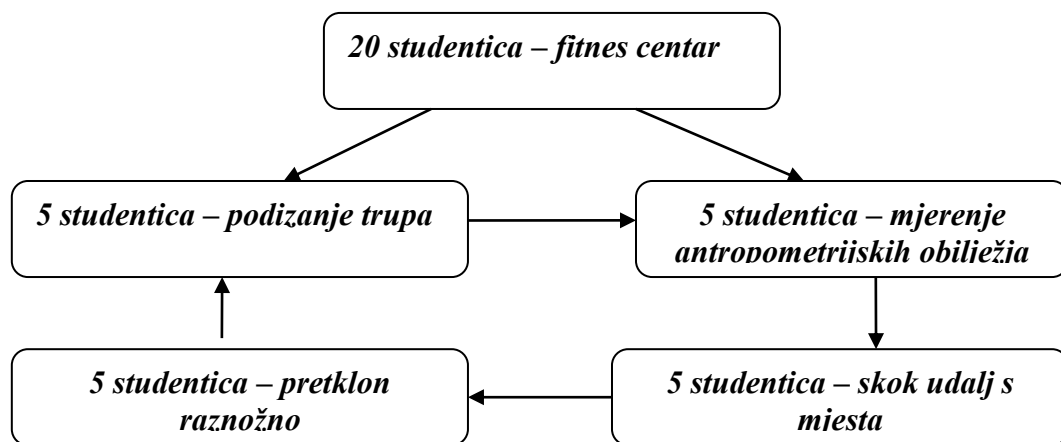 20 studentica – fitnes centar
5 studentica – podizanje trupa
5 studentica – mjerenje
antropometrijskih obilježja
5 studentica – pretklon
raznožno
5 studentica – skok udalj s
mjesta